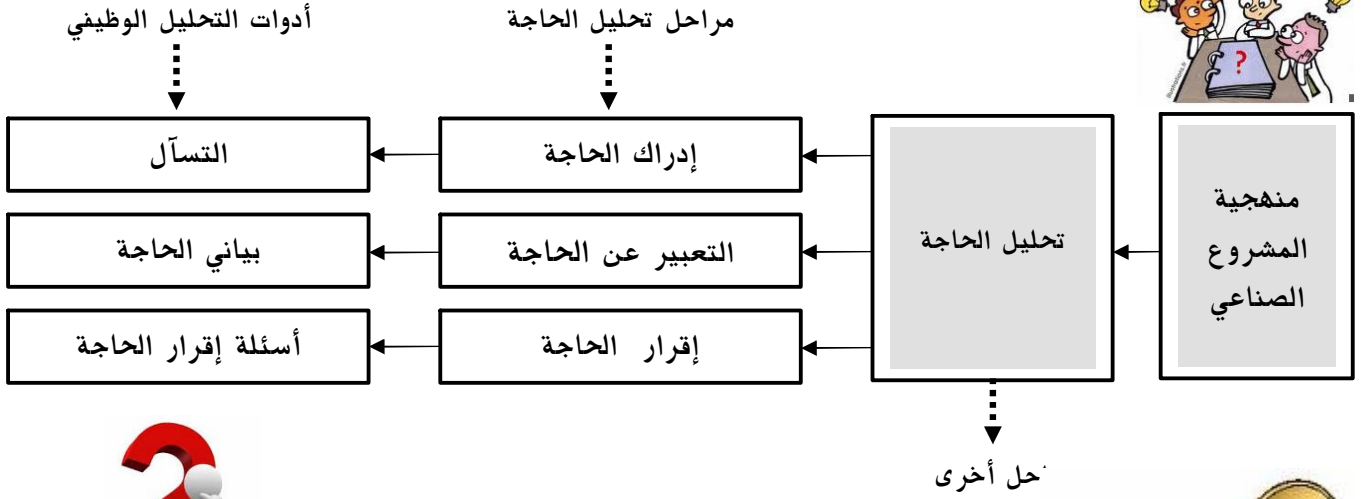 مراحل تحليل الحاجة
أدوات التحليل الوظيفي
?
منهجية
المشروع
الصناعي
تحليل الحاجة
إدراك الحاجة
التسآل
التعبير عن الحاجة
بياني الحاجة
إقرار الحاجة
أسئلة إقرار الحاجة
حل أخرى